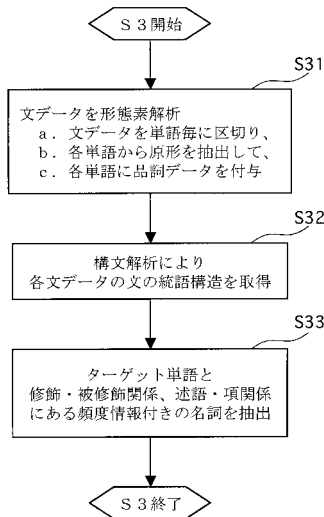 S3開始
S31
文データを形態素解析
a．文データを単語毎に区切り、
b．各単語から原形を抽出して、
c．各単語に品詞データを付与
S32
構文解析により
各文データの文の統語構造を取得
S33
ターゲット単語と
修飾・被修飾関係、述語・項関係
にある頻度情報付きの名詞を抽出
S3終了